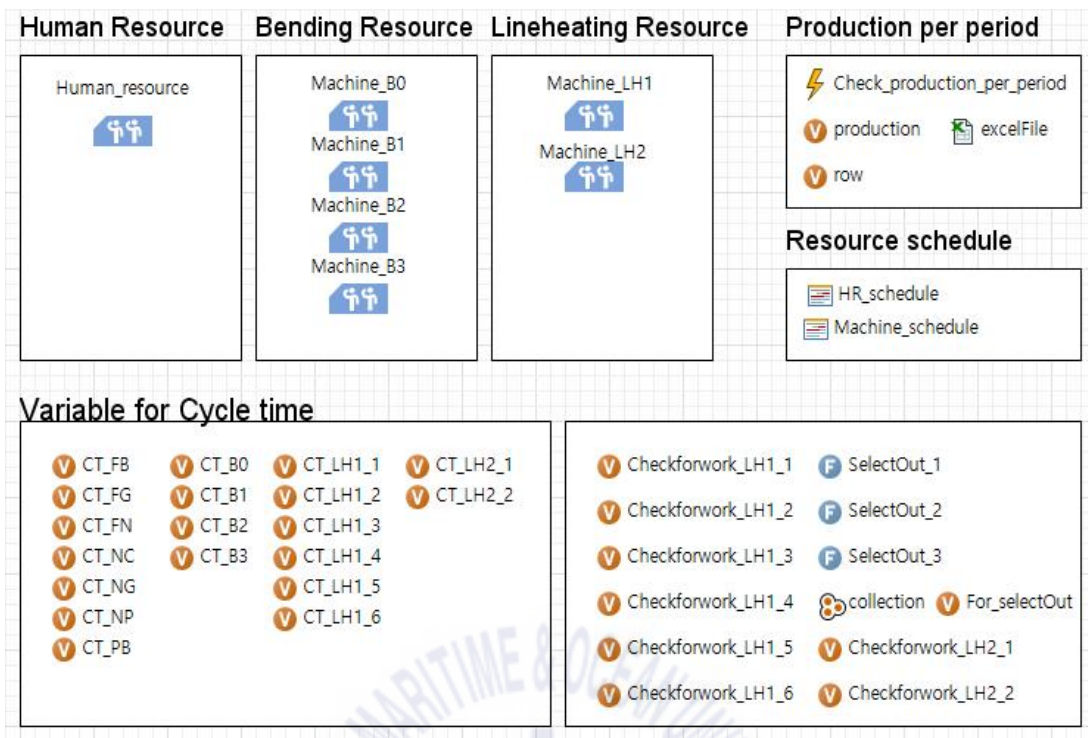 Human Resource
Human_resource
Bending Resource
Machine_B0
Machine_B1
Machine_B2
Machine_B3
Lineheating Resource
Machine_LH1
Machine_LH2
Production per period
Check_production_per_period
production
excelFile
row
Resource schedule
HR_schedule
Machine_schedule
Variable for Cycle time
V CT_FB
V CT_FG
V CT_FN
V CT_NC
V CT_NG
V CT_NP
V CT_PB
V CT_B0
V CT_B1
V CT_B2
V CT_B3
V CT_LH1_1
V CT_LH1_2
V CT_LH1_3
V CT_LH1_4
V CT_LH1_5
V CT_LH1_6
V CT_LH2_1
V CT_LH2_2
V Checkforwork_LH1_1
V Checkforwork_LH1_2
V Checkforwork_LH1_3
V Checkforwork_LH1_4
V Checkforwork_LH1_5
V Checkforwork_LH1_6
F SelectOut_1
F SelectOut_2
F SelectOut_3
collection
V For_selectOut
V Checkforwork_LH2_1
V Checkforwork_LH2_2
MARITIME & OCEAN